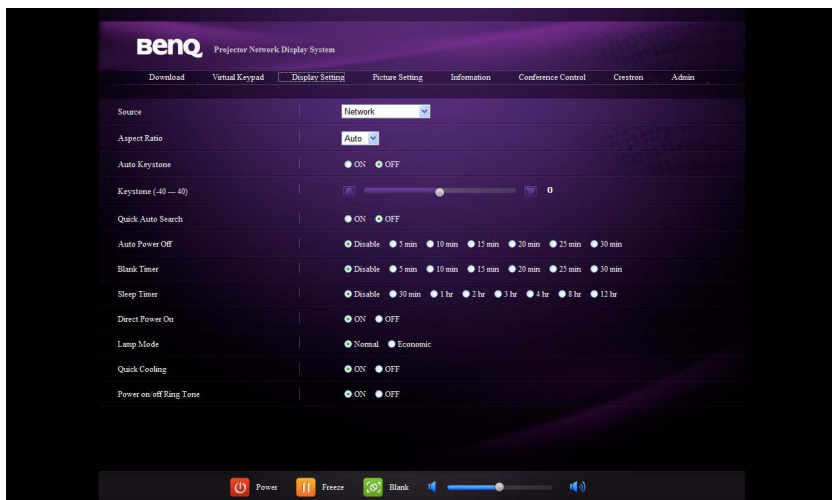 BenQ Projector Network Display System
Download Virtual Keypad Display Setting Picture Setting Information Conference Control Crestron Admin
Source Network
Aspect Ratio Auto
Auto Keystone ON OFF
Keystone (-40 — 40) 0
Quick Auto Search ON OFF
Auto Power Off Disable 5 min 10 min 15 min 20 min 25 min 30 min
Blank Timer Disable 5 min 10 min 15 min 20 min 25 min 30 min
Sleep Timer Disable 30 min 1 hr 2 hr 3 hr 4 hr 8 hr 12 hr
Direct Power On ON OFF
Lamp Mode Normal Economic
Quick Cooling ON OFF
Power on/off Ring Tone ON OFF
Power Freeze Blank